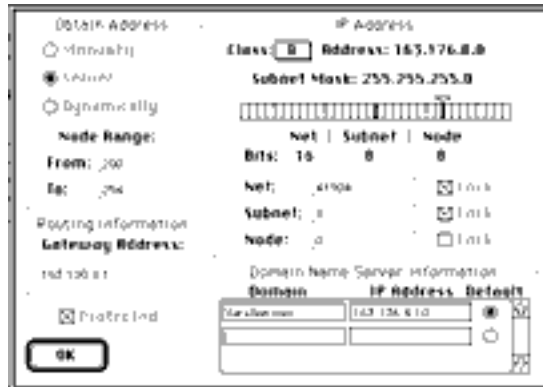 Obtain Address
Manually
Server
Dynamically
Node Range:
From:
To:
Routing Information
Gateway Address:
Protected
OK
IP Address
Class: B Address: 163.176.0.0
Subnet Mask: 255.255.255.0
Net | Subnet | Node
Bits: 16 8 8
Net: Lock
Subnet: Lock
Node: Lock
Domain Name Server Information
Domain IP Address Default